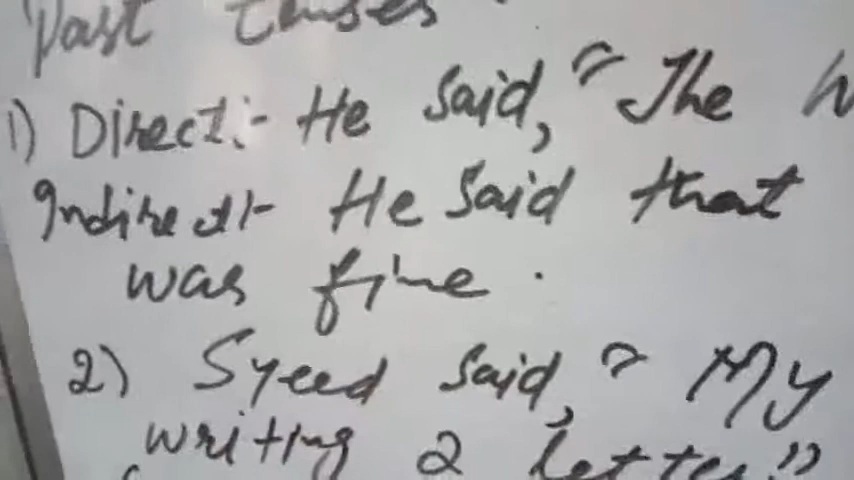 Past tenses
1) Direct:- He said, "The
Indirect:- He said that
was fine.
2) Syeed said, " My
writing a letter"